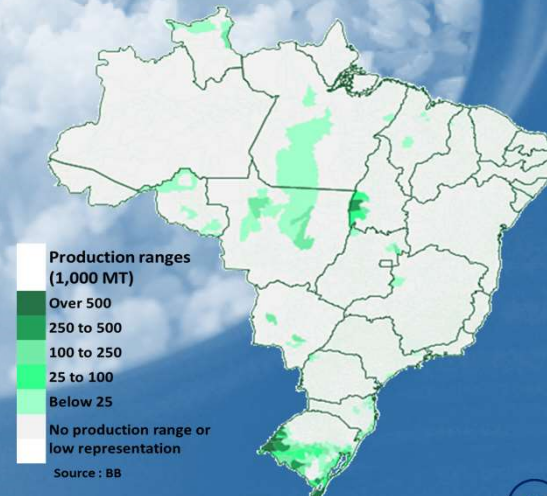 Production ranges
(1,000 MT)
Over 500
250 to 500
100 to 250
25 to 100
Below 25
No production range or
low representation
Source : BB